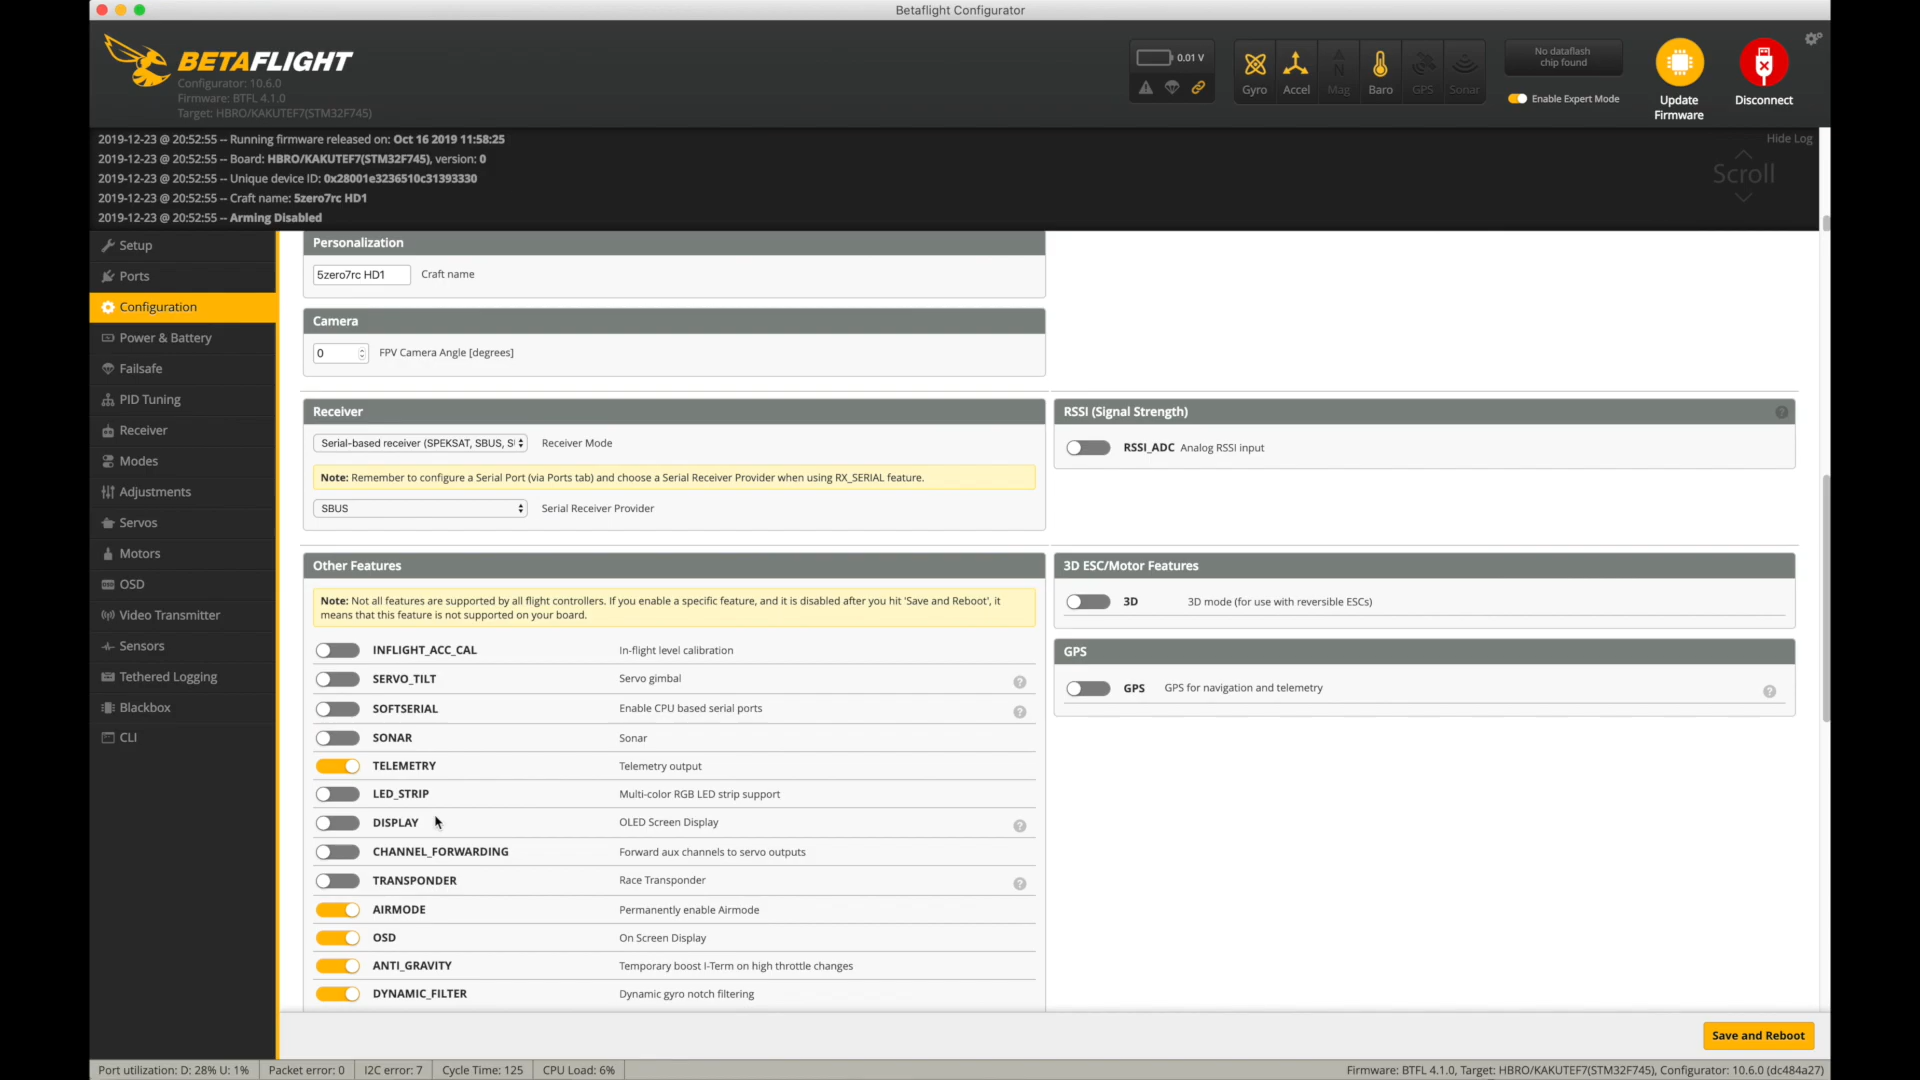 Betaflight Configurator
BETAFLIGHT
Configurator: 10.6.0
Firmware: BTFL 4.1.0
Target: HBRO/KAKUTEF7(STM32F745)
0.01 V
Gyro
Accel
Mag
Baro
GPS
Sonar
No dataflash
chip found
Enable Expert Mode
Update
Firmware
Disconnect
2019-12-23 @ 20:52:55 -- Running firmware released on: Oct 16 2019 11:58:25
2019-12-23 @ 20:52:55 -- Board: HBRO/KAKUTEF7(STM32F745), version: 0
2019-12-23 @ 20:52:55 -- Unique device ID: 0x28001e3236510c31393330
2019-12-23 @ 20:52:55 -- Craft name: 5zero7rc HD1
2019-12-23 @ 20:52:55 -- Arming Disabled
Hide Log
Scroll
Setup
Ports
Configuration
Power & Battery
Failsafe
PID Tuning
Receiver
Modes
Adjustments
Servos
Motors
OSD
Video Transmitter
Sensors
Tethered Logging
Blackbox
CLI
Personalization
5zero7rc HD1 Craft name
Camera
0 FPV Camera Angle [degrees]
Receiver
Serial-based receiver (SPEKSAT, SBUS, S Receiver Mode
Note: Remember to configure a Serial Port (via Ports tab) and choose a Serial Receiver Provider when using RX_SERIAL feature.
SBUS Serial Receiver Provider
RSSI (Signal Strength)
RSSI_ADC Analog RSSI input
Other Features
Note: Not all features are supported by all flight controllers. If you enable a specific feature, and it is disabled after you hit 'Save and Reboot', it
means that this feature is not supported on your board.
INFLIGHT_ACC_CAL In-flight level calibration
SERVO_TILT Servo gimbal
SOFTSERIAL Enable CPU based serial ports
SONAR Sonar
TELEMETRY Telemetry output
LED_STRIP Multi-color RGB LED strip support
DISPLAY OLED Screen Display
CHANNEL_FORWARDING Forward aux channels to servo outputs
TRANSPONDER Race Transponder
AIRMODE Permanently enable Airmode
OSD On Screen Display
ANTI_GRAVITY Temporary boost I-Term on high throttle changes
DYNAMIC_FILTER Dynamic gyro notch filtering
3D ESC/Motor Features
3D 3D mode (for use with reversible ESCs)
GPS
GPS GPS for navigation and telemetry
Save and Reboot
Port utilization: D: 28% U: 1% Packet error: 0 I2C error: 7 Cycle Time: 125 CPU Load: 6% Firmware: BTFL 4.1.0, Target: HBRO/KAKUTEF7(STM32F745), Configurator: 10.6.0 (dc484a27)